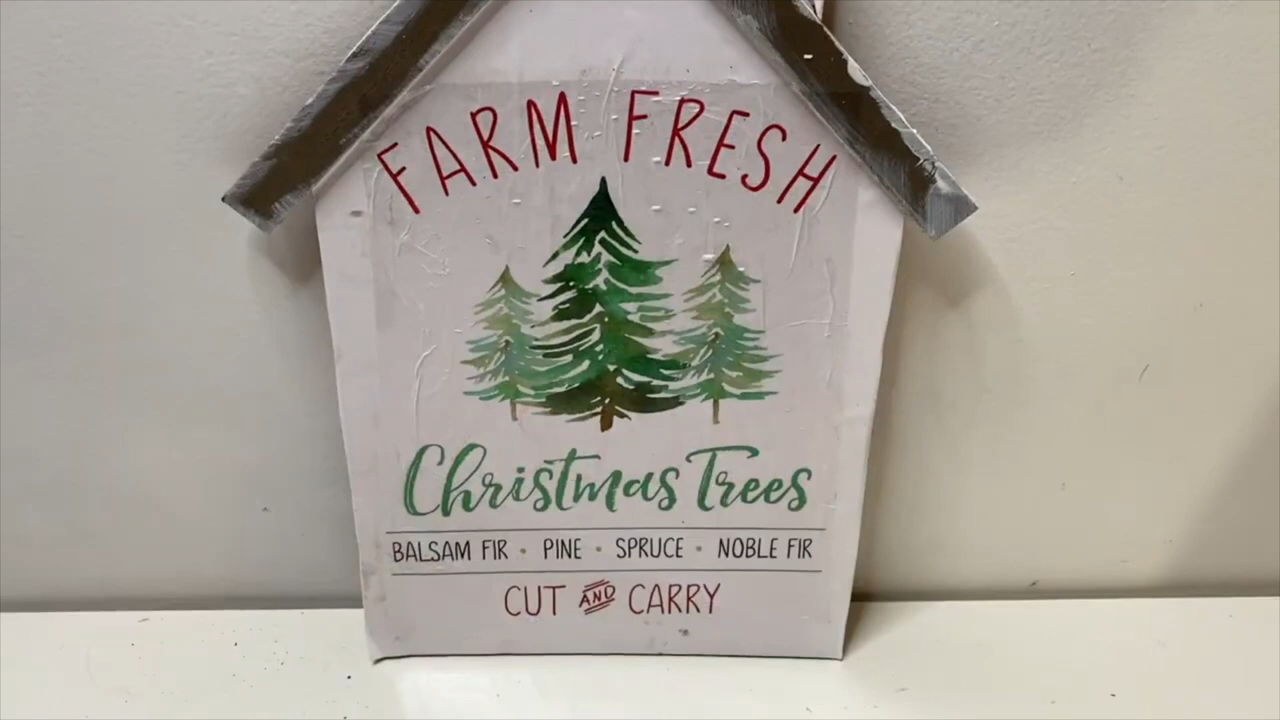 FARM FRESH
Christmas Trees
BALSAM FIR • PINE • SPRUCE • NOBLE FIR
CUT AND CARRY